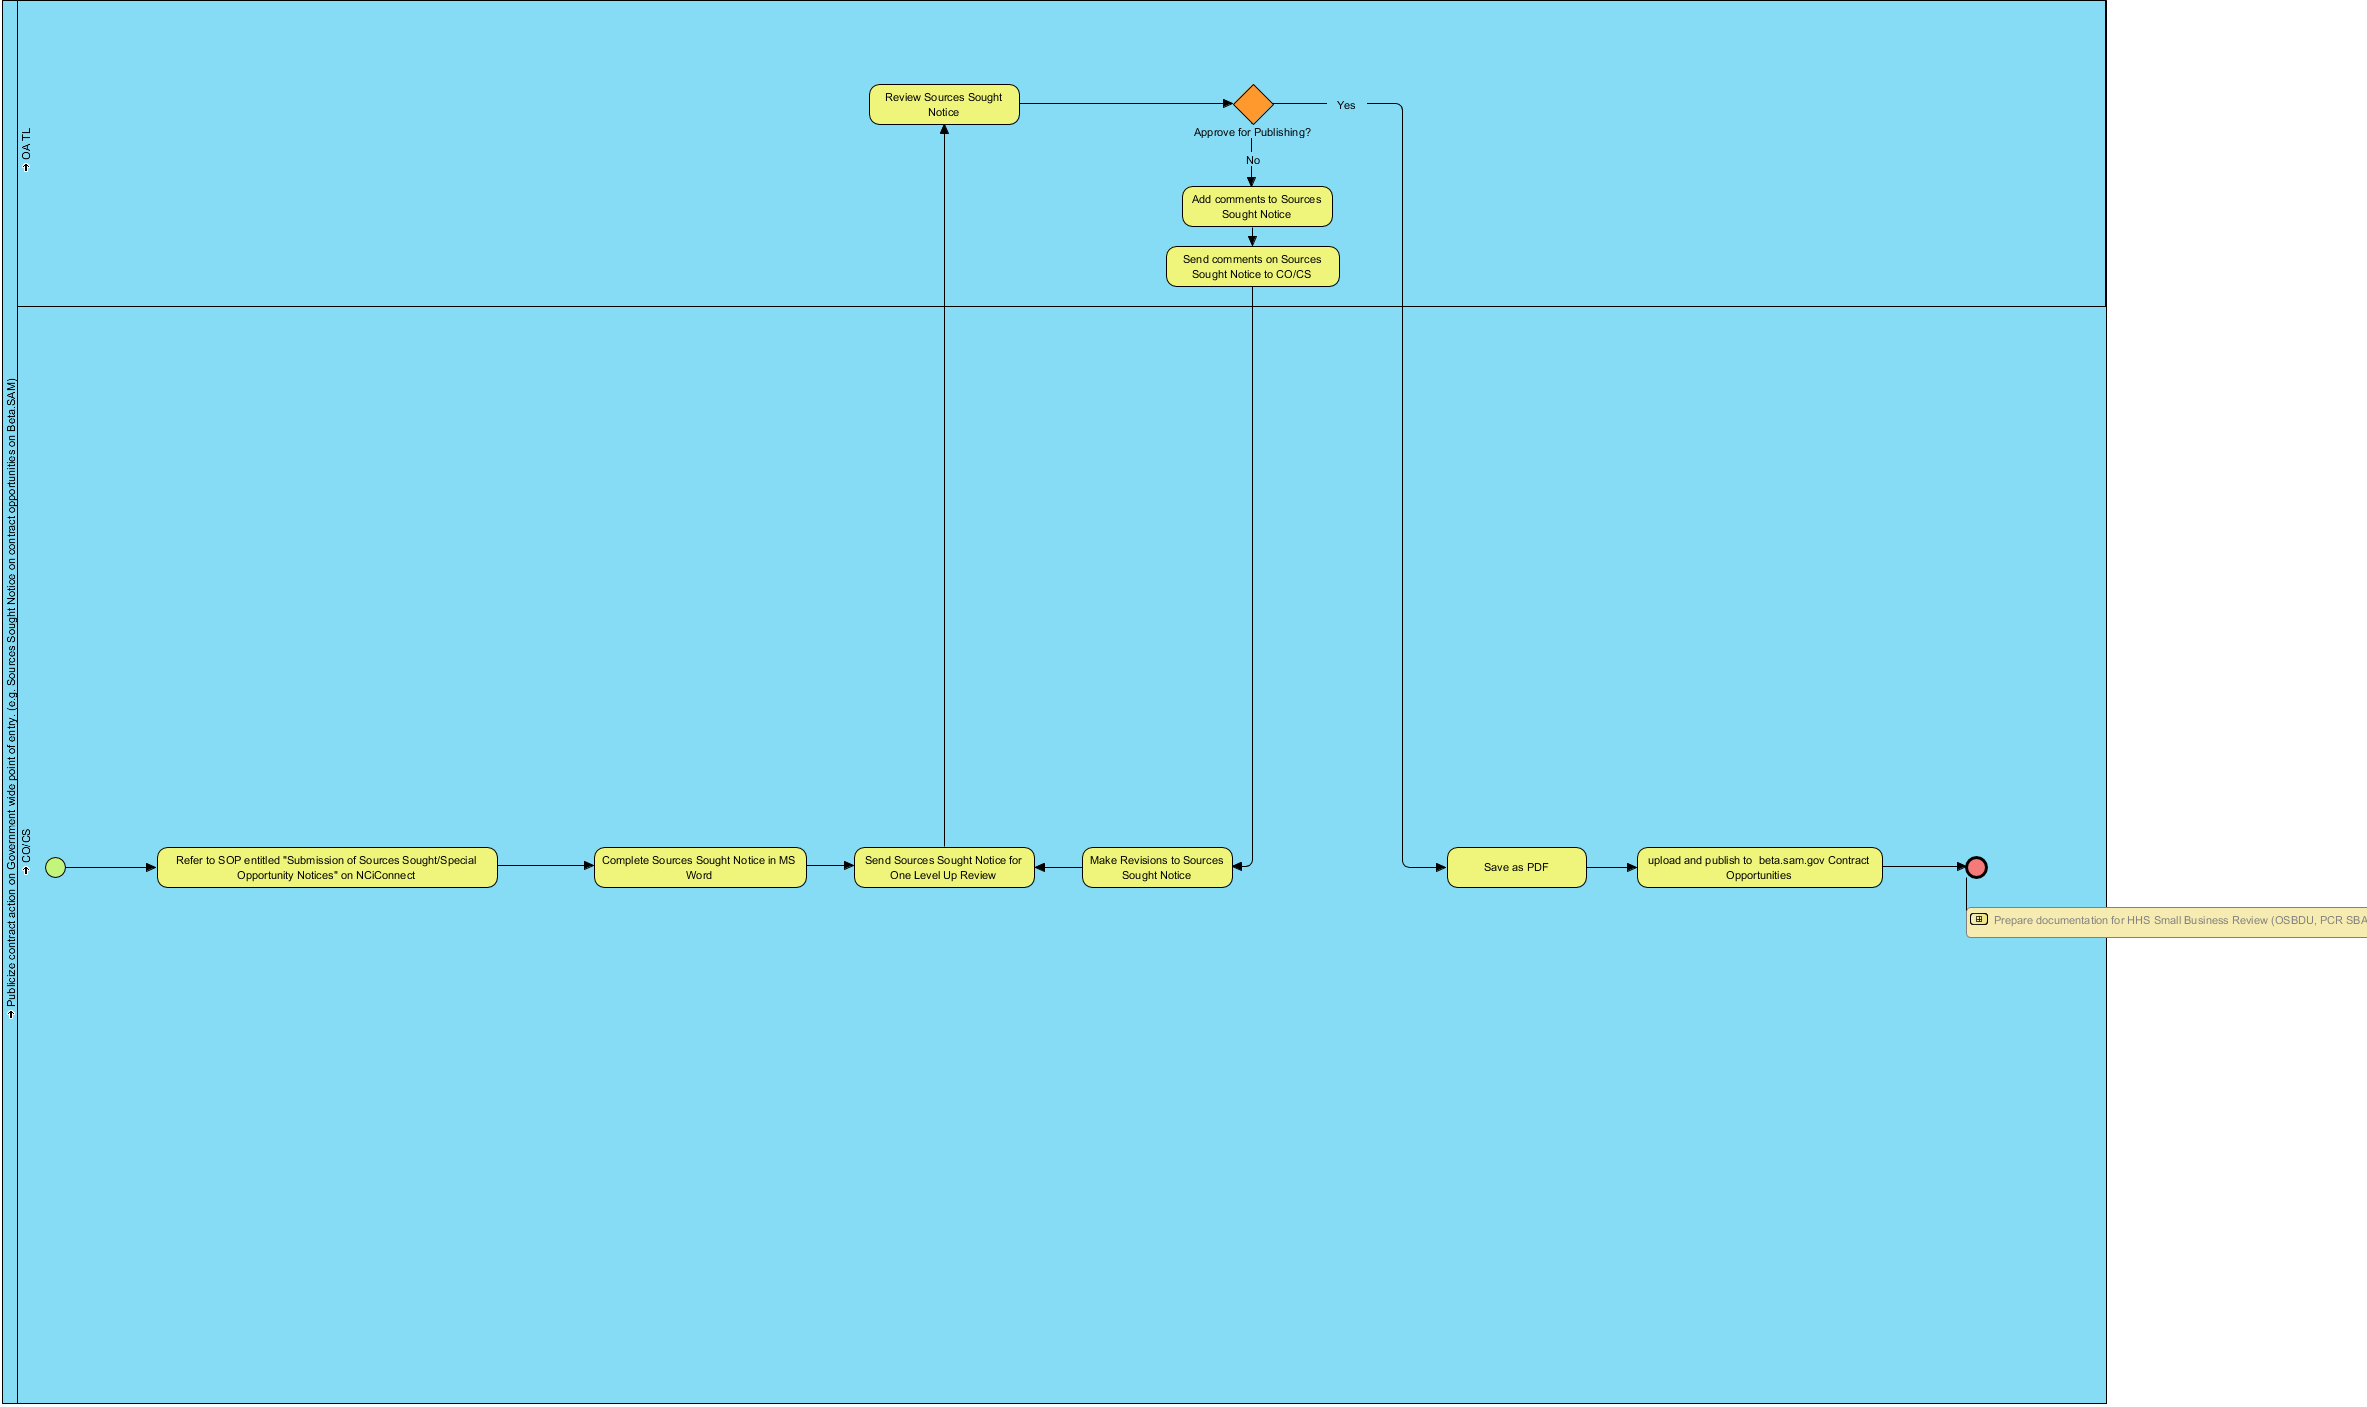 Publicize contract action on Government wide point of entry. (e.g. Sources Sought Notice on contract opportunities on Beta.SAM)
OA TL
Review Sources Sought
Notice
Yes
Approve for Publishing?
No
Add comments to Sources
Sought Notice
Send comments on Sources
Sought Notice to CO/CS
CO/CS
Refer to SOP entitled "Submission of Sources Sought/Special
Opportunity Notices" on NCiConnect
Complete Sources Sought Notice in MS
Word
Send Sources Sought Notice for
One Level Up Review
Make Revisions to Sources
Sought Notice
Save as PDF
upload and publish to  beta.sam.gov Contract
Opportunities
Prepare documentation for HHS Small Business Review (OSBDU, PCR SBA